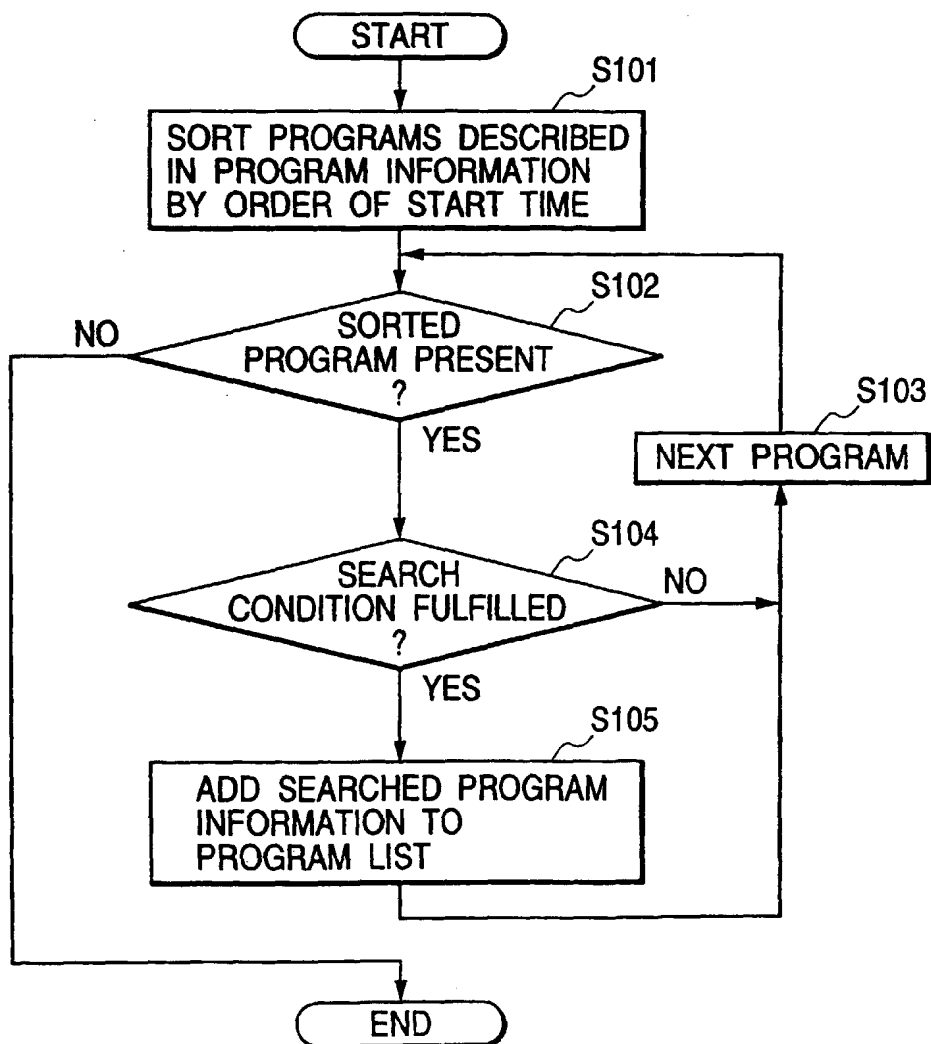 START
S101
SORT PROGRAMS DESCRIBED
IN PROGRAM INFORMATION
BY ORDER OF START TIME
S102
NO
SORTED
PROGRAM PRESENT
?
YES
S103
NEXT PROGRAM
S104
SEARCH
CONDITION FULFILLED
?
NO
YES
S105
ADD SEARCHED PROGRAM
INFORMATION TO
PROGRAM LIST
END